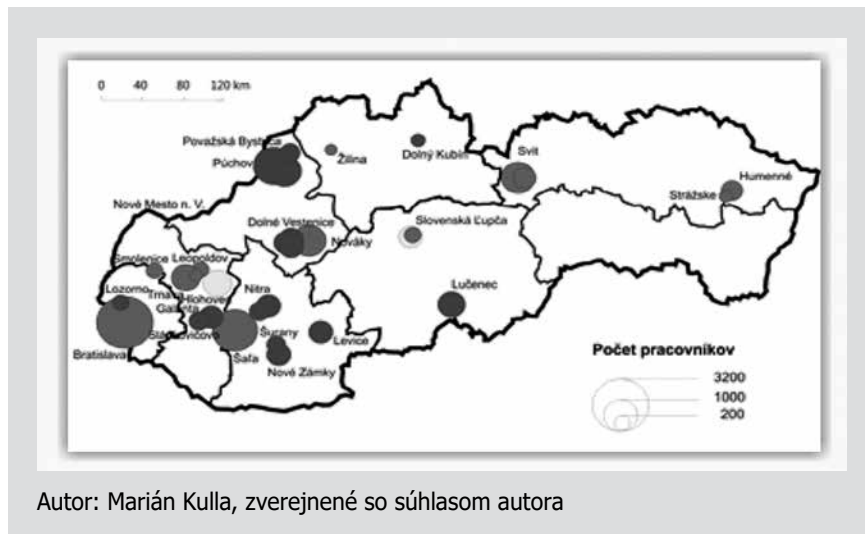 0 40 80 120 km
Považská Bystrica
Púchov
Žilina
Dolný Kubín
Svit
Humenné
Strážske
Nové Mesto n. V.
Dolné Vestenice
Nováky
Slovenská Ľupča
Smolenice
Leopoldov
Lozorno
Trnava
Hlohovec
Nitra
Galanta
Sládkovičovo
Lučenec
Bratislava
Šaľa
Šurany
Levice
Nové Zámky
Počet pracovníkov
3200
1000
200
Autor: Marián Kulla, zverejnené so súhlasom autora